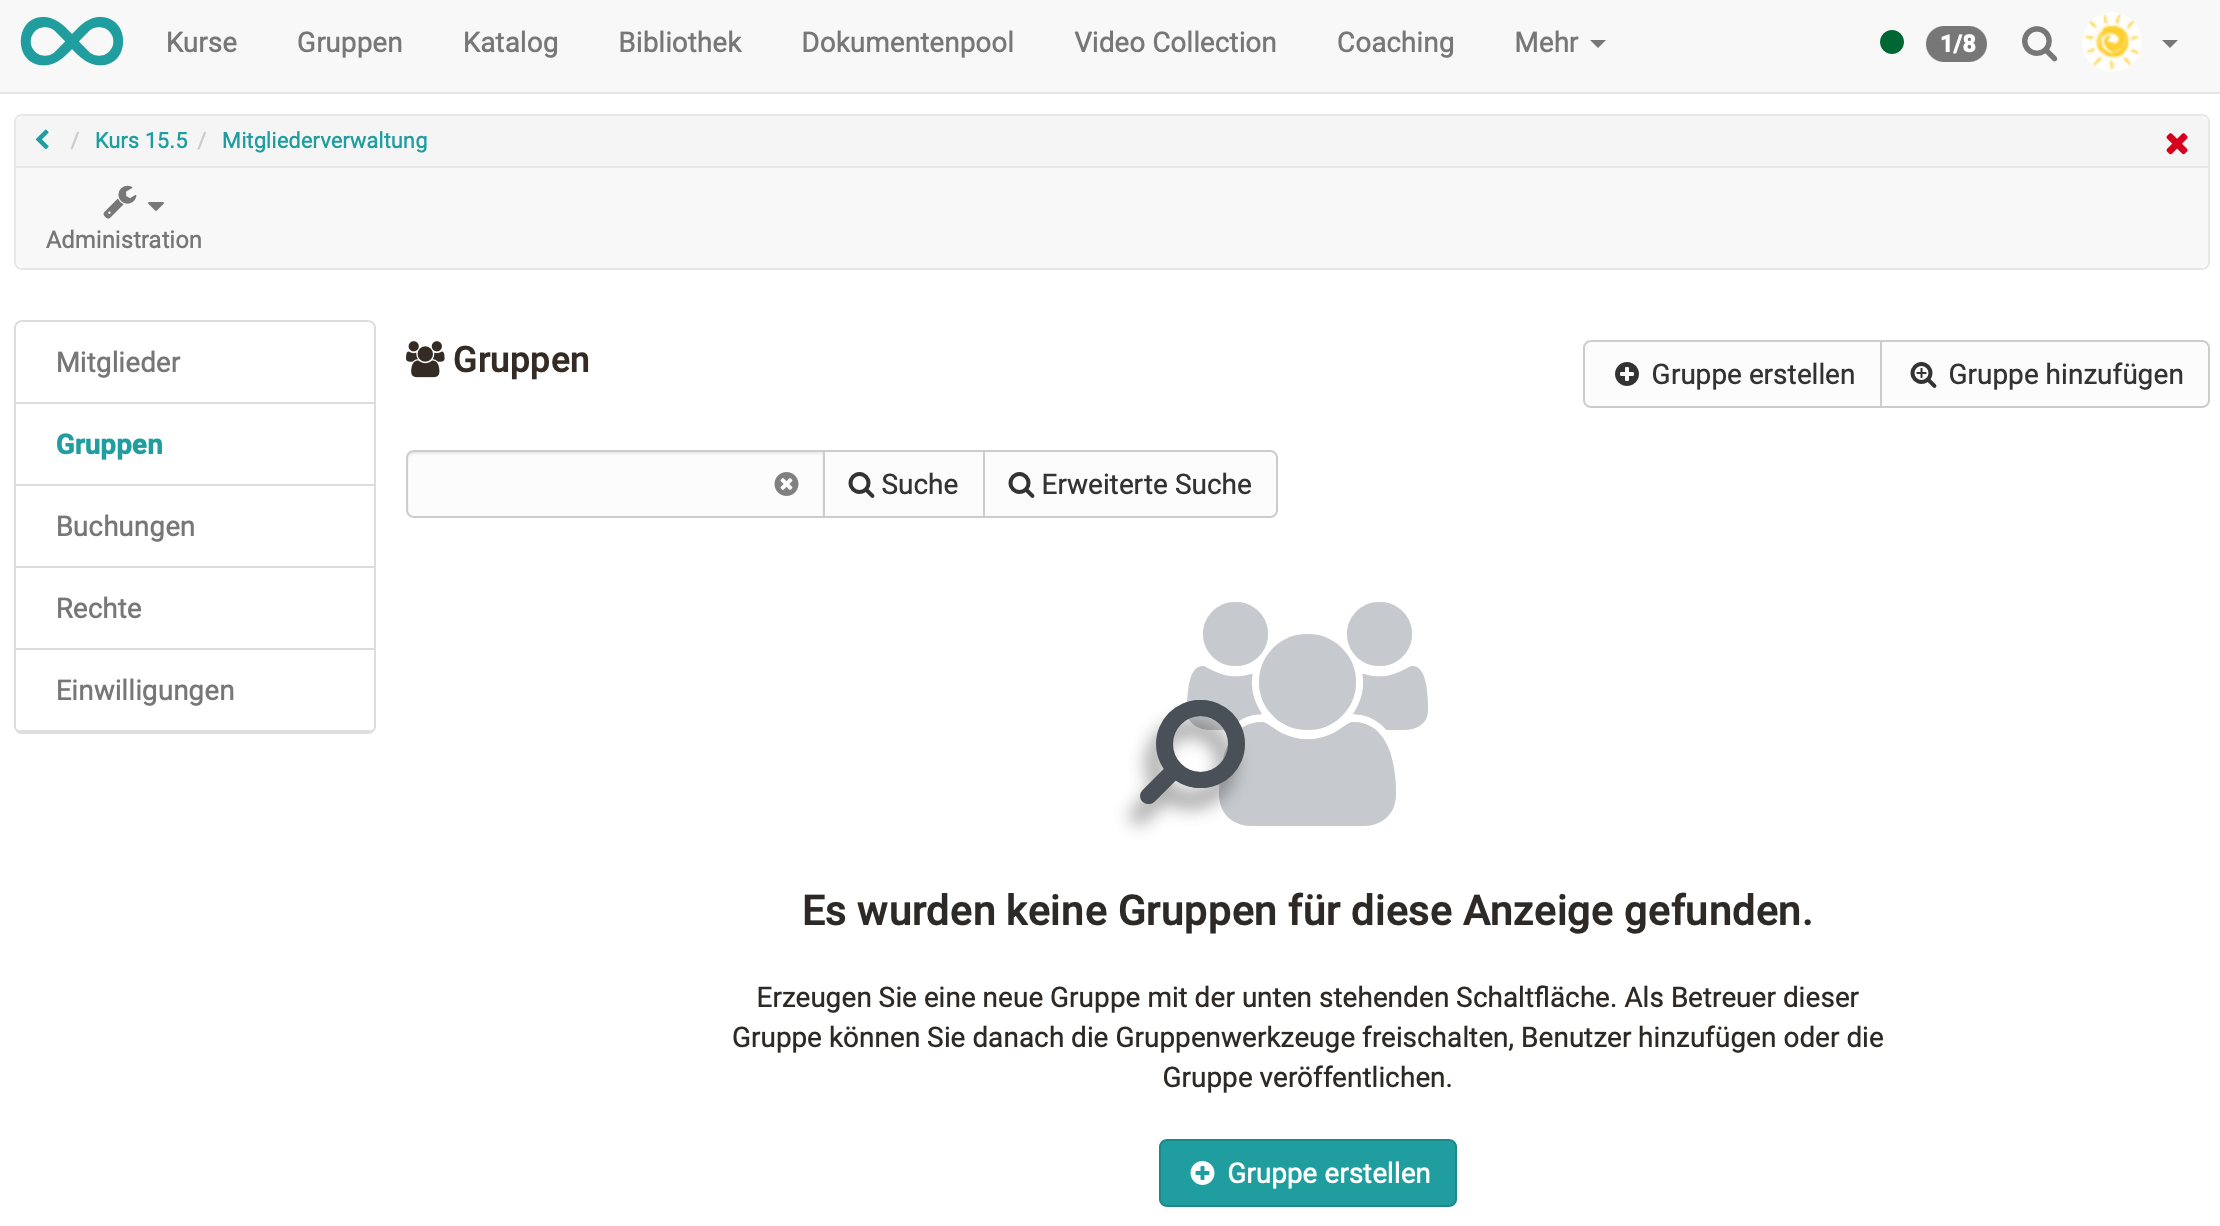 Kurse Gruppen Katalog Bibliothek Dokumentenpool Video Collection Coaching Mehr 1/8
/ Kurs 15.5 / Mitgliederverwaltung
Administration
Mitglieder
Gruppen
Buchungen
Rechte
Einwilligungen
Gruppen
Gruppe erstellen Gruppe hinzufügen
Suche Erweiterte Suche
Es wurden keine Gruppen für diese Anzeige gefunden.
Erzeugen Sie eine neue Gruppe mit der unten stehenden Schaltfläche. Als Betreuer dieser
Gruppe können Sie danach die Gruppenwerkzeuge freischalten, Benutzer hinzufügen oder die
Gruppe veröffentlichen.
Gruppe erstellen